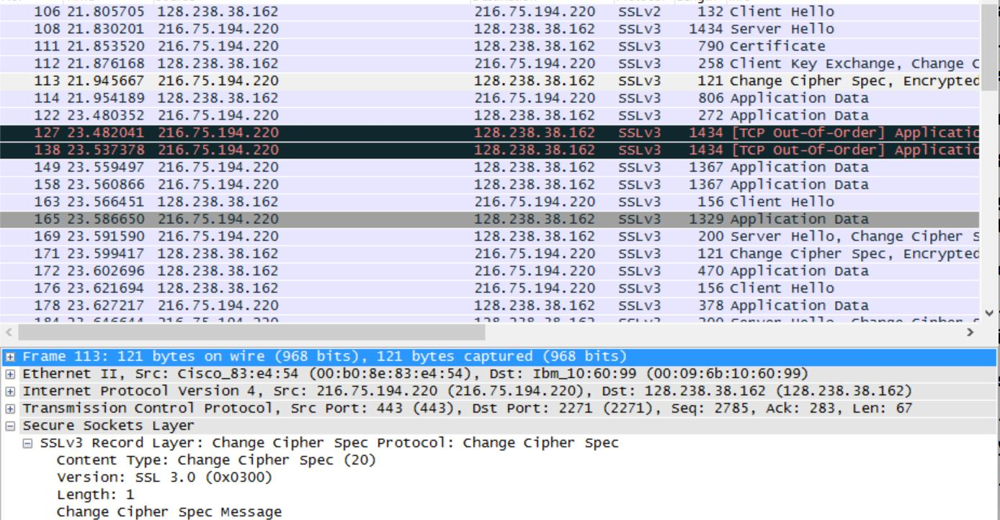 106 21.805705 128.238.38.162 216.75.194.220 SSLv2 132 Client Hello
108 21.830201 216.75.194.220 128.238.38.162 SSLv3 1434 Server Hello
111 21.853520 216.75.194.220 128.238.38.162 SSLv3 790 Certificate
112 21.876168 128.238.38.162 216.75.194.220 SSLv3 258 Client Key Exchange, Change C
113 21.945667 216.75.194.220 128.238.38.162 SSLv3 121 Change Cipher Spec, Encrypted
114 21.954189 128.238.38.162 216.75.194.220 SSLv3 806 Application Data
122 23.480352 216.75.194.220 128.238.38.162 SSLv3 272 Application Data
127 23.482041 216.75.194.220 128.238.38.162 SSLv3 1434 [TCP Out-Of-Order] Applicatio
138 23.537378 216.75.194.220 128.238.38.162 SSLv3 1434 [TCP Out-Of-Order] Applicatio
149 23.559497 216.75.194.220 128.238.38.162 SSLv3 1367 Application Data
158 23.560866 216.75.194.220 128.238.38.162 SSLv3 1367 Application Data
163 23.566451 128.238.38.162 216.75.194.220 SSLv3 156 Client Hello
165 23.586650 216.75.194.220 128.238.38.162 SSLv3 1329 Application Data
169 23.591590 216.75.194.220 128.238.38.162 SSLv3 200 Server Hello, Change Cipher S
171 23.599417 128.238.38.162 216.75.194.220 SSLv3 121 Change Cipher Spec, Encrypted
172 23.602696 128.238.38.162 216.75.194.220 SSLv3 470 Application Data
176 23.621694 128.238.38.162 216.75.194.220 SSLv3 156 Client Hello
178 23.627217 216.75.194.220 128.238.38.162 SSLv3 378 Application Data
Frame 113: 121 bytes on wire (968 bits), 121 bytes captured (968 bits)
Ethernet II, Src: Cisco_83:e4:54 (00:b0:8e:83:e4:54), Dst: Ibm_10:60:99 (00:09:6b:10:60:99)
Internet Protocol Version 4, Src: 216.75.194.220 (216.75.194.220), Dst: 128.238.38.162 (128.238.38.162)
Transmission Control Protocol, Src Port: 443 (443), Dst Port: 2271 (2271), Seq: 2785, Ack: 283, Len: 67
Secure Sockets Layer
SSLv3 Record Layer: Change Cipher Spec Protocol: Change Cipher Spec
Content Type: Change Cipher Spec (20)
Version: SSL 3.0 (0x0300)
Length: 1
Change Cipher Spec Message